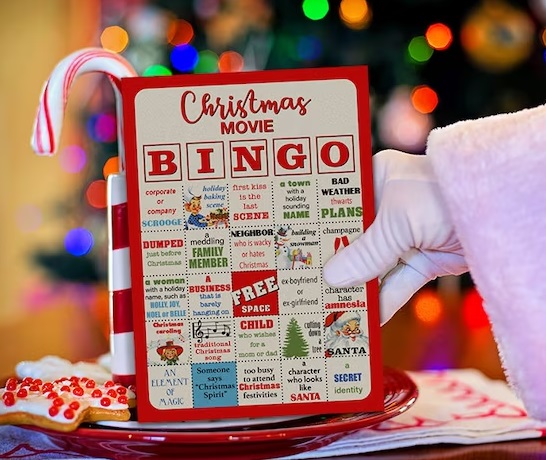 Christmas
MOVIE
BINGO
corporate
or
company
SCROOGE
holiday
baking
scene
first kiss
is the
last
SCENE
a town
with a
holiday
sounding
NAME
BAD
WEATHER
thwarts
PLANS
DUMPED
just before
Christmas
a
meddling
FAMILY
MEMBER
NEIGHBOR
who is wacky
or hates
Christmas
building
a
snowman
champagne
a woman
with a holiday
name, such as
HOLLY, JOY,
NOEL or BELLE
A
BUSINESS
that is
barely
hanging on
FREE
SPACE
ex-boyfriend
or
ex-girlfriend
character
has
amnesia
Christmas
caroling
traditional
Christmas song
CHILD
who wishes
for a
mom or dad
cutting
down
a
tree
SANTA
AN
ELEMENT
OF
MAGIC
Someone
says
"Christmas
Spirit"
too busy
to attend
Christmas
festivities
character
who looks
like
SANTA
a
SECRET
identity